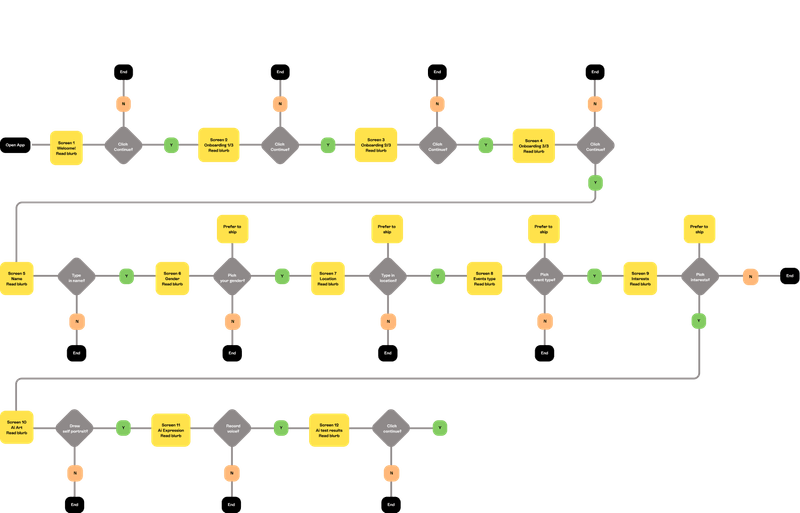 End
End
End
End
N
N
N
N
Open App
Screen 1
Welcome!
Read blurb
Click
Continue?
Y
Screen 2
Onboarding 1/3
Read blurb
Click
Continue?
Y
Screen 3
Onboarding 2/3
Read blurb
Click
Continue?
Y
Screen 4
Onboarding 3/3
Read blurb
Click
Continue?
Y
Prefer to
skip
Prefer to
skip
Prefer to
skip
Prefer to
skip
Screen 5
Name
Read blurb
Type
in name?
Y
Screen 6
Gender
Read blurb
Pick
your gender?
Y
Screen 7
Location
Read blurb
Type in
location?
Y
Screen 8
Events type
Read blurb
Pick
event type?
Y
Screen 9
Interests
Read blurb
Pick
interests?
N
End
N
N
N
N
Y
End
End
End
End
Screen 10
AI Art
Read blurb
Draw
self portrait?
Y
Screen 11
AI Expression
Read blurb
Record
voice?
Y
Screen 12
AI test results
Read blurb
Click
continue?
Y
N
N
N
End
End
End